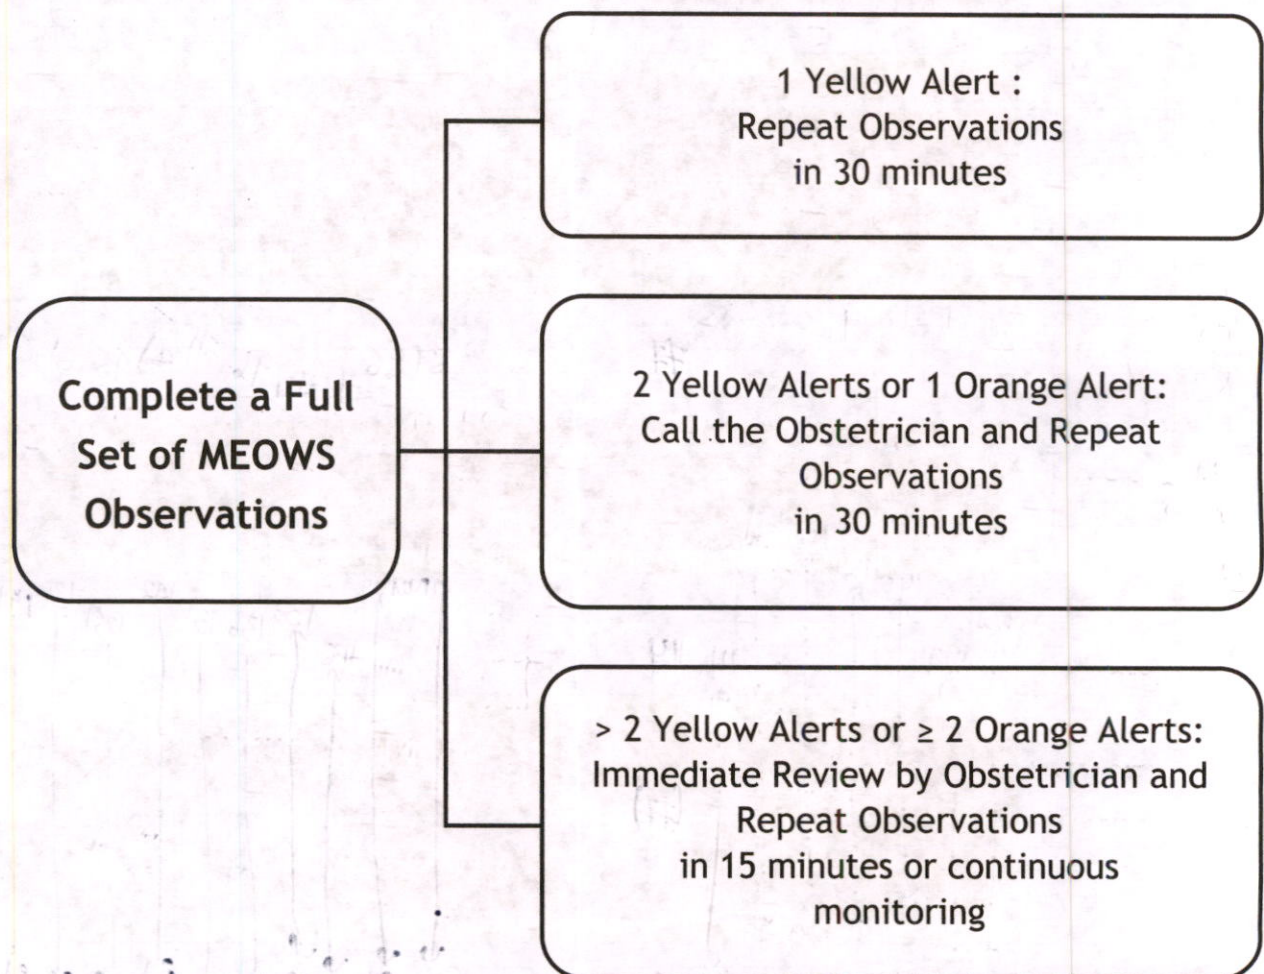 1 Yellow Alert :
Repeat Observations
in 30 minutes
Complete a Full
Set of MEOWS
Observations
2 Yellow Alerts or 1 Orange Alert:
Call the Obstetrician and Repeat
Observations
in 30 minutes
> 2 Yellow Alerts or ≥ 2 Orange Alerts:
Immediate Review by Obstetrician and
Repeat Observations
in 15 minutes or continuous
monitoring